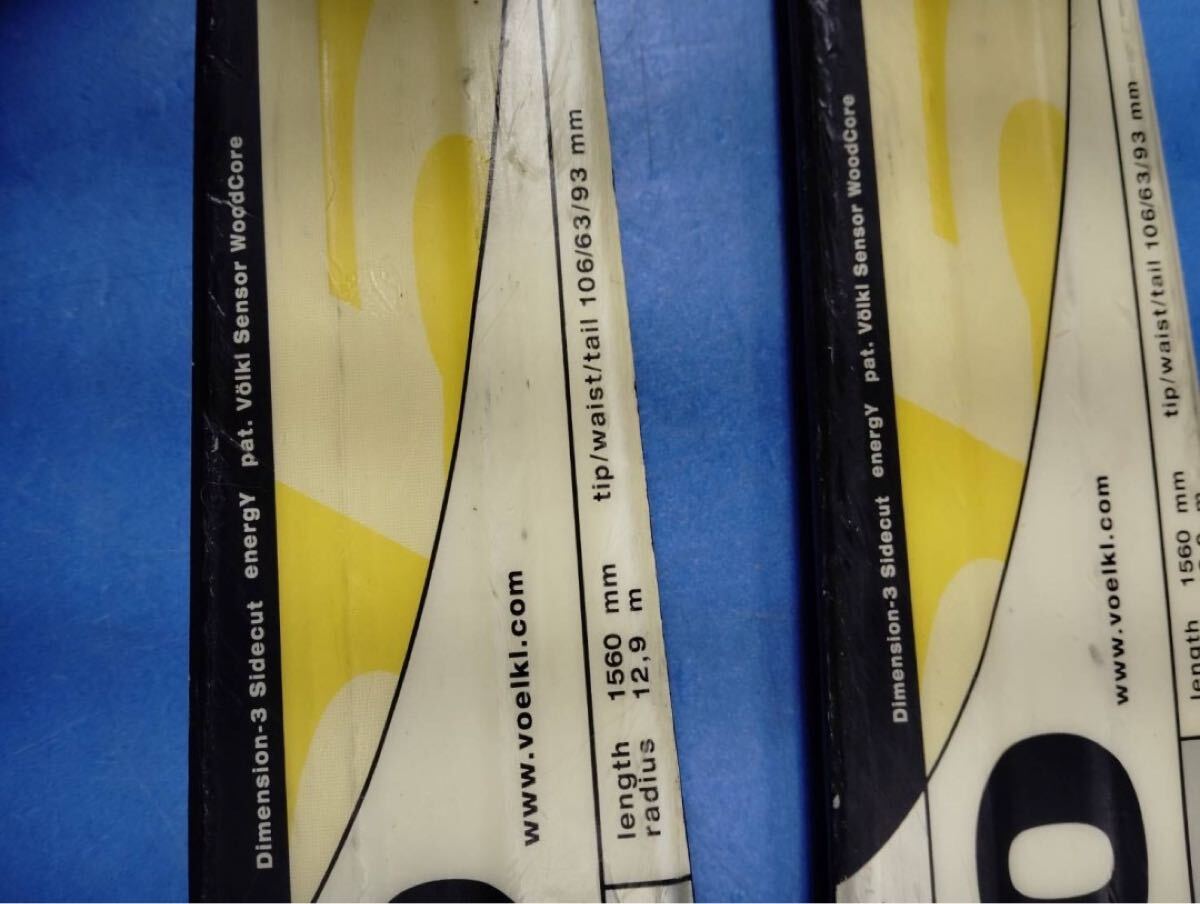 Dimension-3 Sidecut energY pat. Völkl Sensor WoodCore
www.voelkl.com
length 1560 mm tip/waist/tail 106/63/93 mm
radius 12,9 m
Dimension-3 Sidecut energY pat. Völkl Sensor WoodCore
www.voelkl.com
length 1560 mm tip/waist/tail 106/63/93 mm